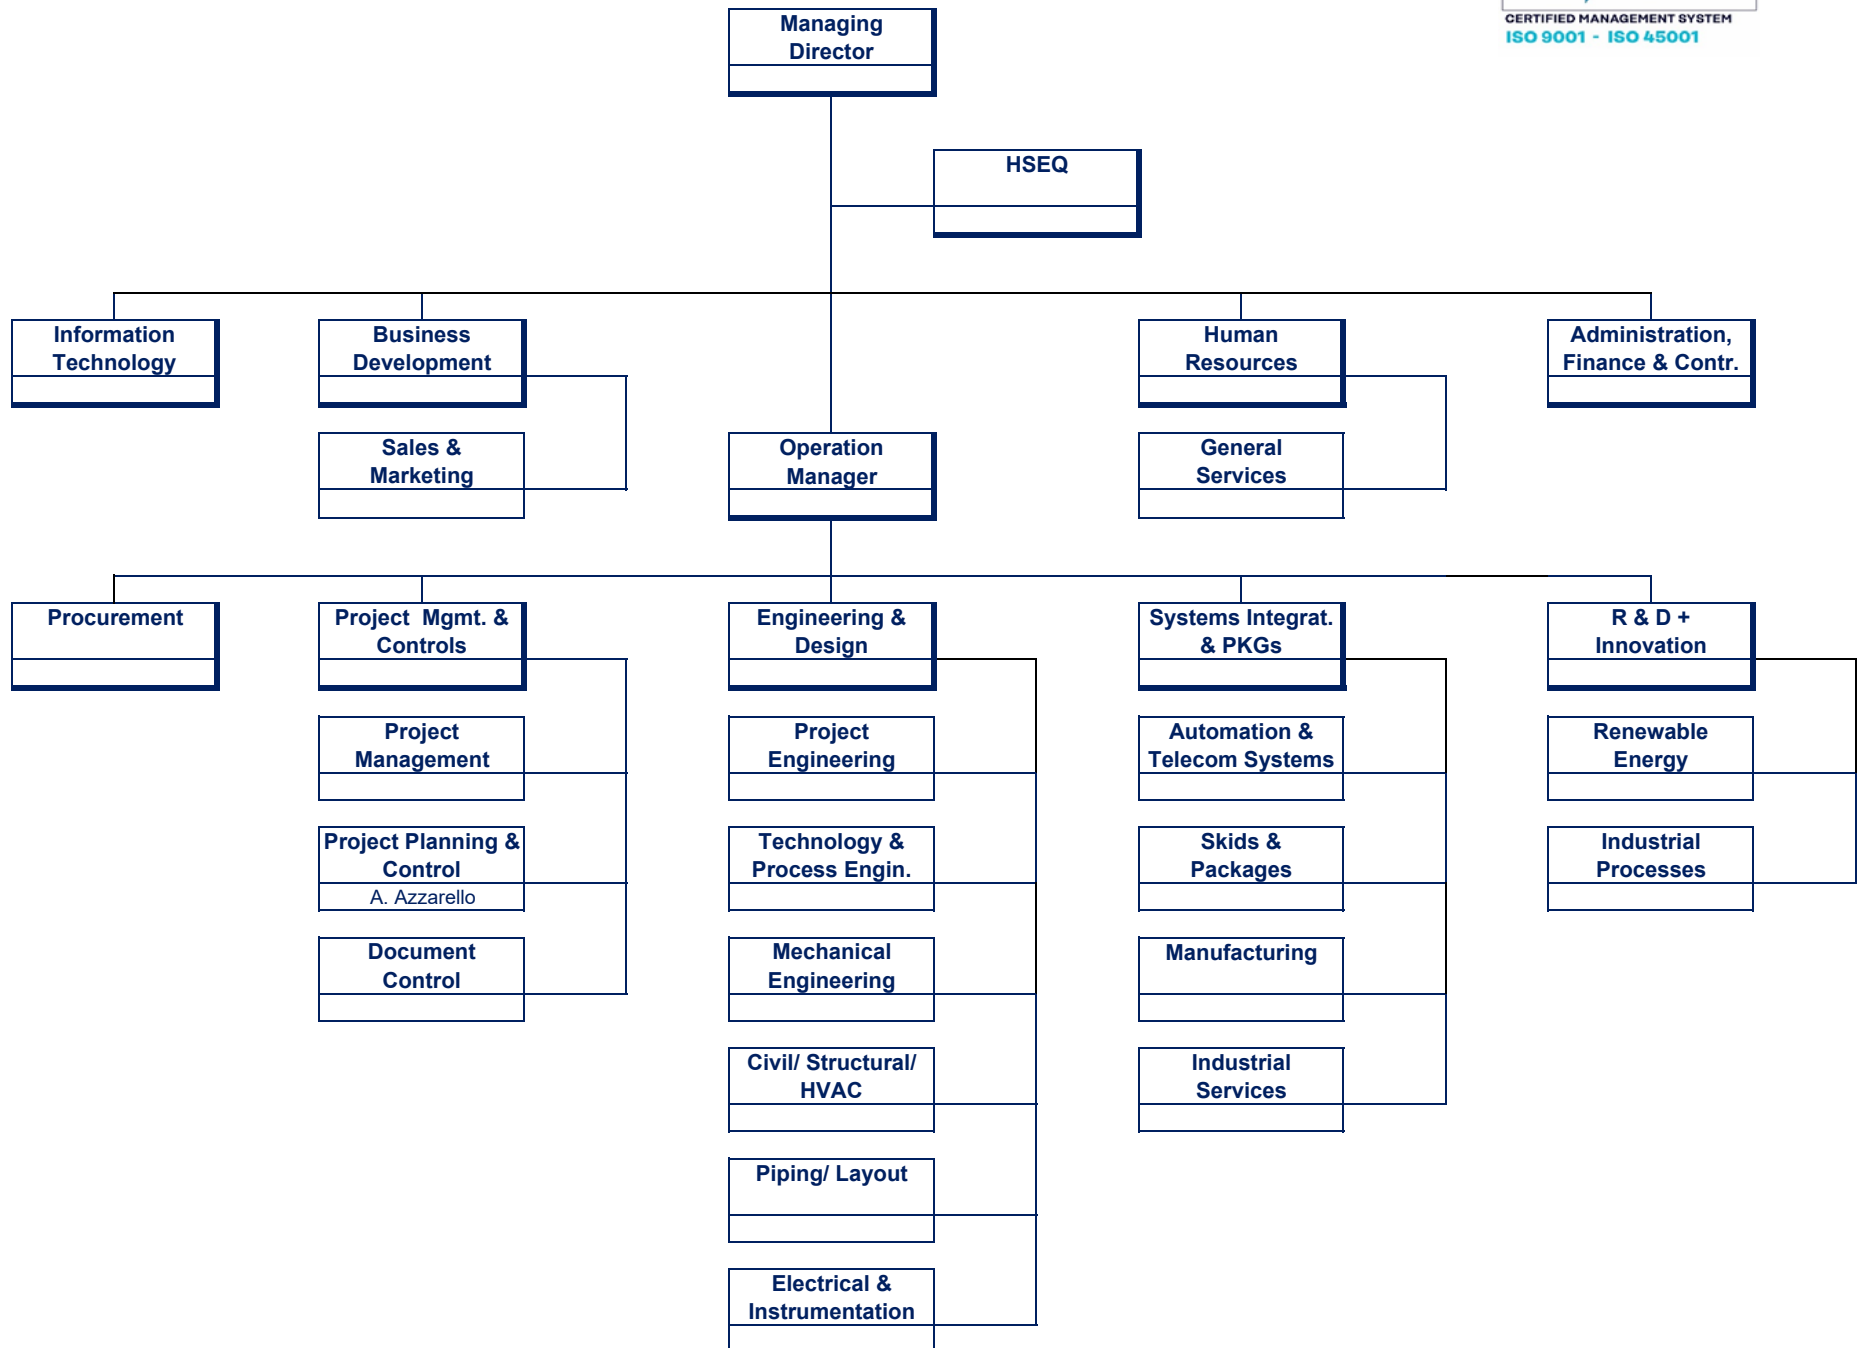 Managing
Director
CERTIFIED MANAGEMENT SYSTEM
ISO 9001 - ISO 45001
HSEQ
Information
Technology
Business
Development
Human
Resources
Administration,
Finance & Contr.
Sales &
Marketing
Operation
Manager
General
Services
Procurement
Project Mgmt. &
Controls
Engineering &
Design
Systems Integrat.
& PKGs
R & D +
Innovation
Project
Management
Project
Engineering
Automation &
Telecom Systems
Renewable
Energy
Project Planning &
Control
A. Azzarello
Technology &
Process Engin.
Skids &
Packages
Industrial
Processes
Document
Control
Mechanical
Engineering
Manufacturing
Civil/ Structural/
HVAC
Industrial
Services
Piping/ Layout
Electrical &
Instrumentation